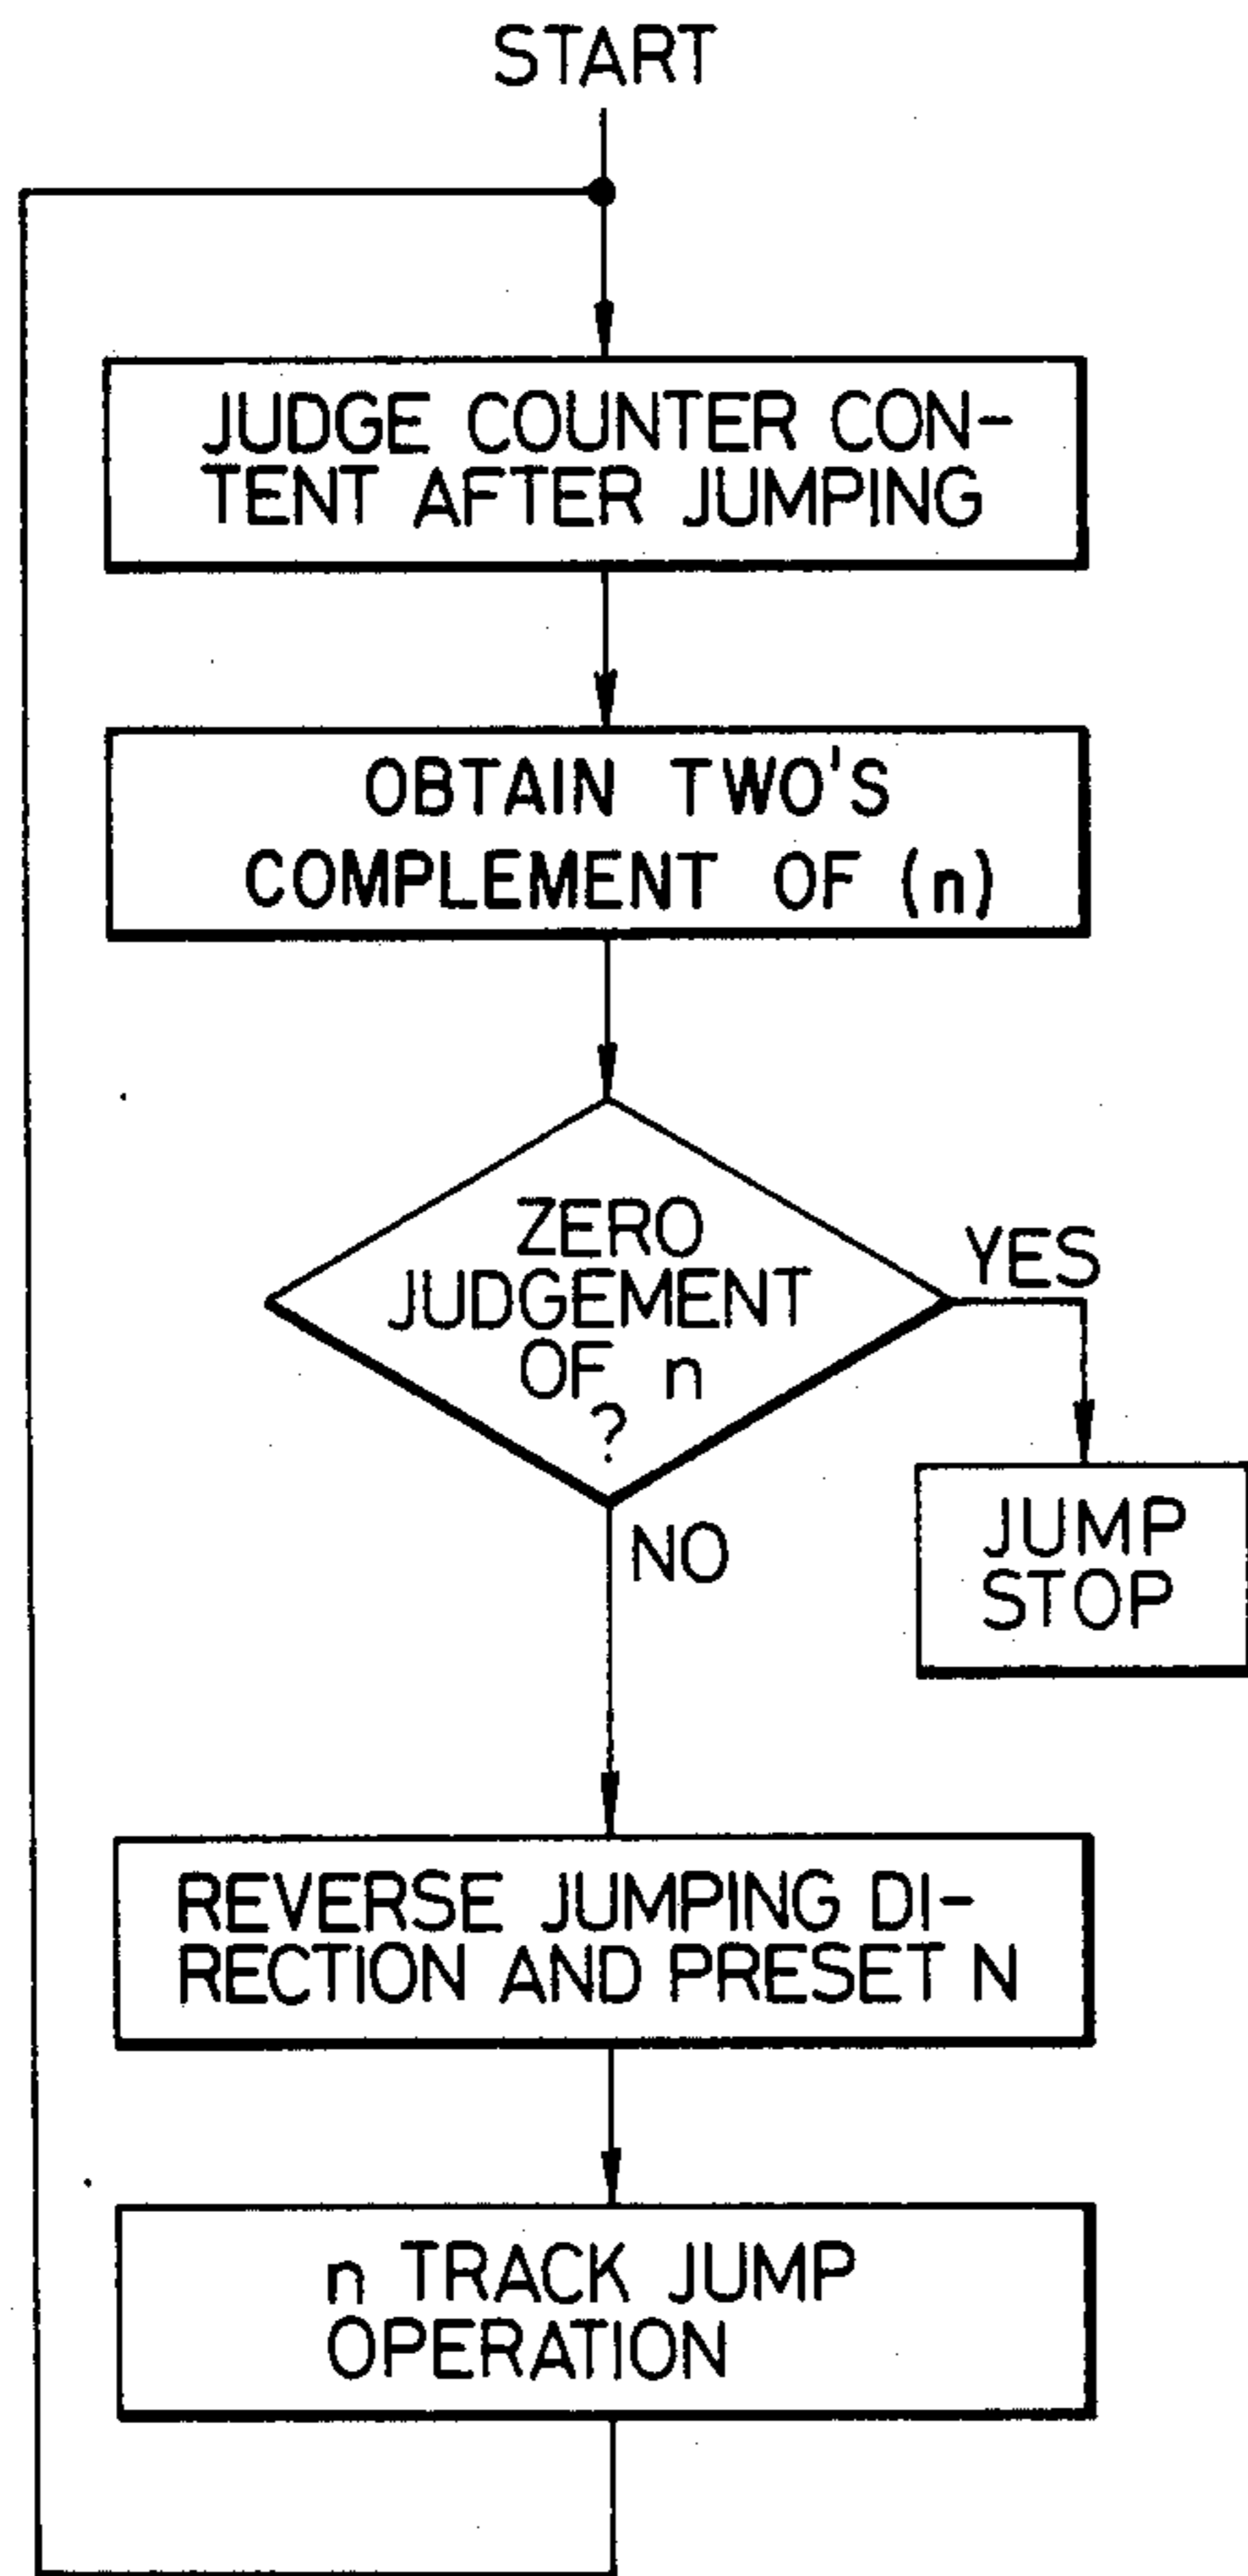 START
JUDGE COUNTER CON-
TENT AFTER JUMPING
OBTAIN TWO'S
COMPLEMENT OF (n)
ZERO
JUDGEMENT
OF n
?
YES
JUMP
STOP
NO
REVERSE JUMPING DI-
RECTION AND PRESET N
n TRACK JUMP
OPERATION